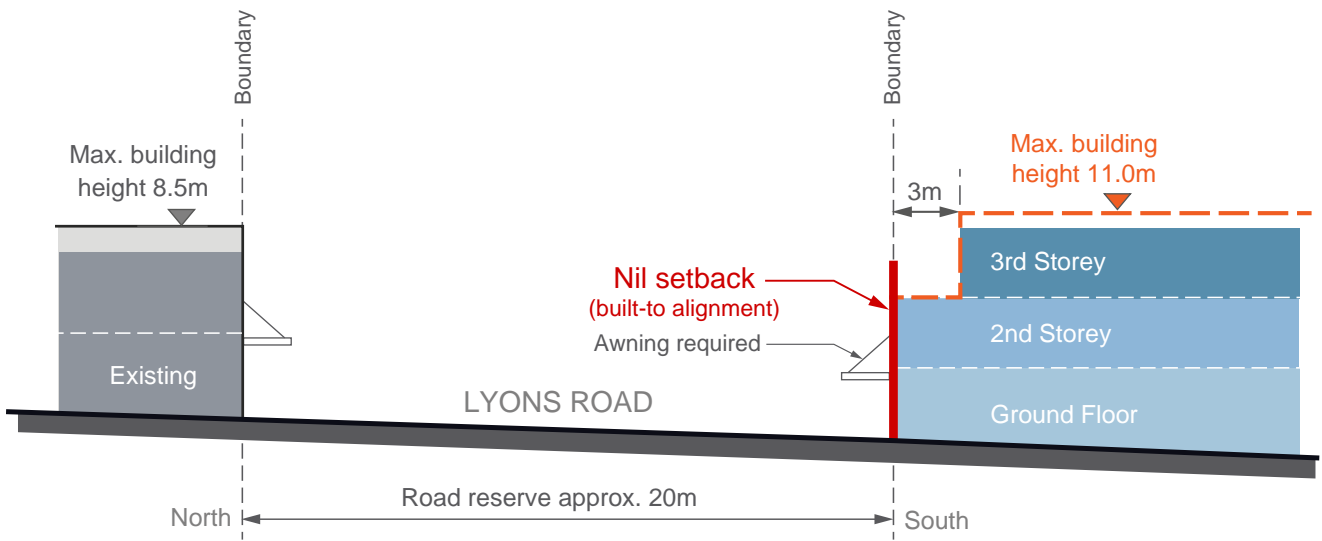 Boundary
Boundary
Max. building
height 8.5m
Max. building
height 11.0m
3m
3rd Storey
Nil setback
(built-to alignment)
2nd Storey
Awning required
Existing
LYONS ROAD
Ground Floor
Road reserve approx. 20m
North
South